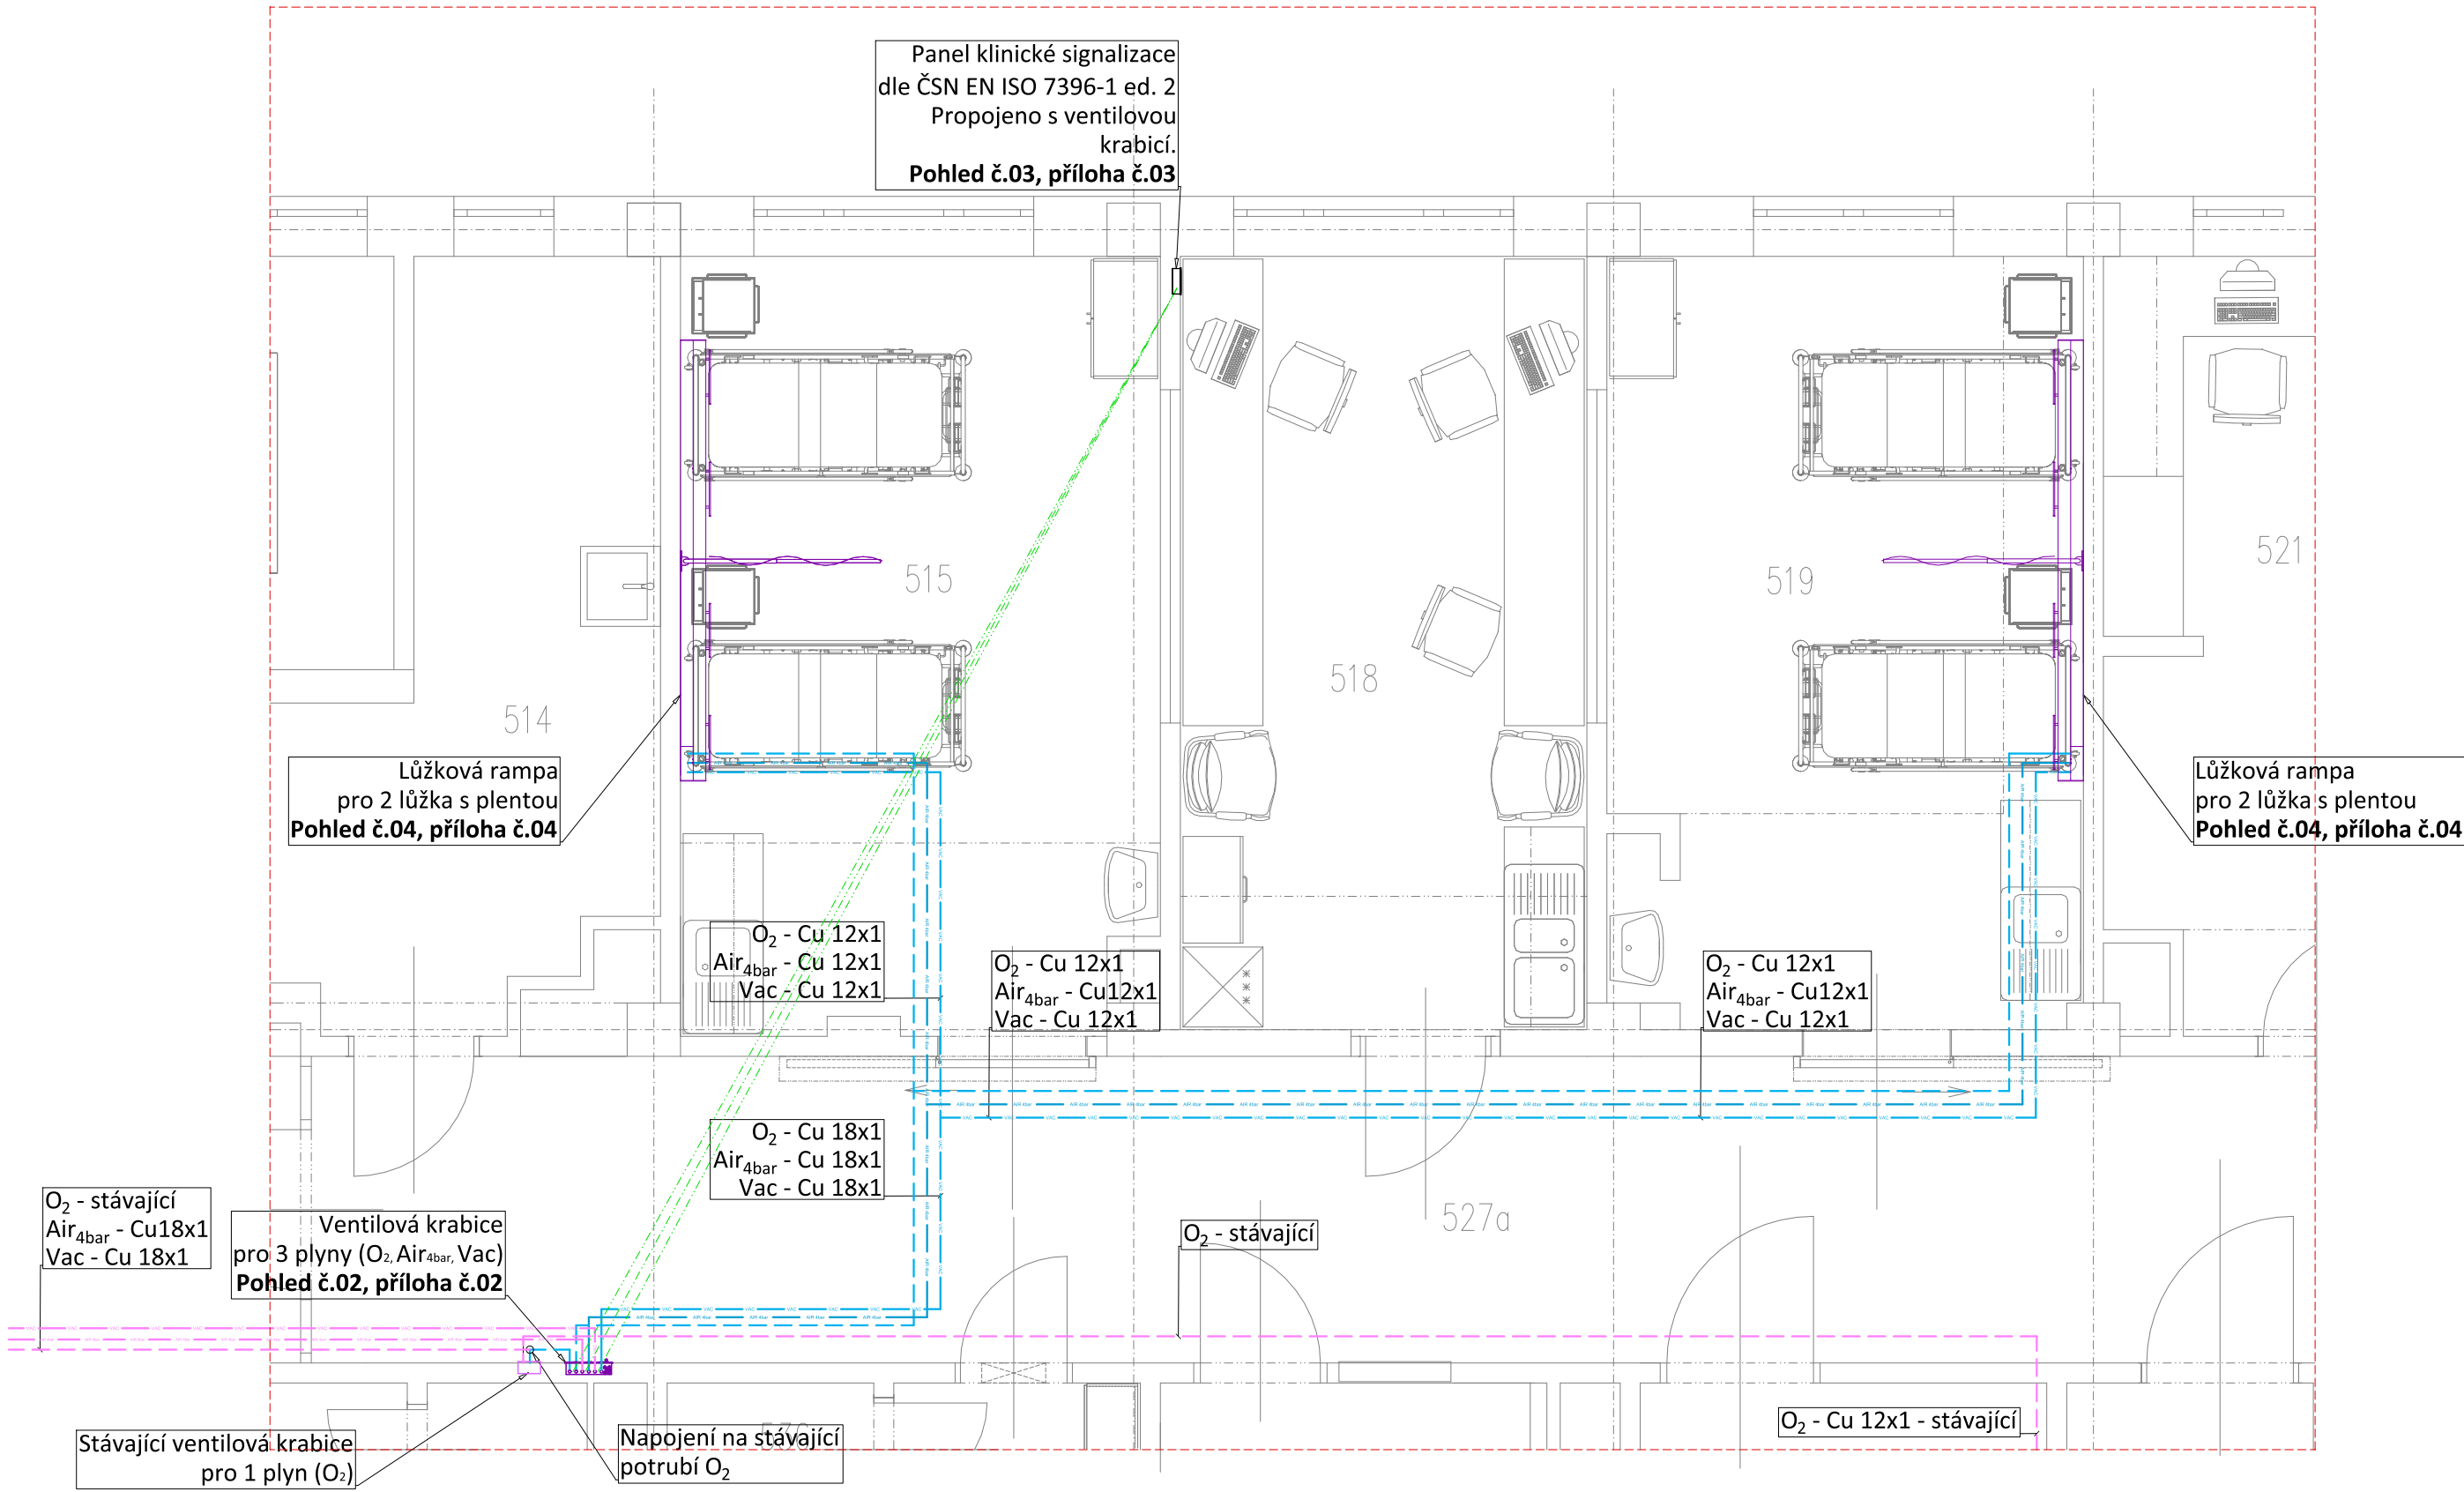 Panel klinické signalizace
dle ČSN EN ISO 7396-1 ed. 2
Propojeno s ventilovou
krabicí.
Pohled č.03, příloha č.03
515
519
521
518
514
Lůžková rampa
pro 2 lůžka s plentou
Pohled č.04, příloha č.04
Lůžková rampa
pro 2 lůžka s plentou
Pohled č.04, příloha č.04
O₂ - Cu 12x1
Air₄bar - Cu 12x1
Vac - Cu 12x1
O₂ - Cu 12x1
Air₄bar - Cu12x1
Vac - Cu 12x1
O₂ - Cu 12x1
Air₄bar - Cu12x1
Vac - Cu 12x1
O₂ - Cu 18x1
Air₄bar - Cu 18x1
Vac - Cu 18x1
527a
O₂ - stávající
Air₄bar - Cu18x1
Vac - Cu 18x1
Ventilová krabice
pro 3 plyny (O₂, Air₄bar, Vac)
Pohled č.02, příloha č.02
O₂ - stávající
O₂ - Cu 12x1 - stávající
Stávající ventilová krabice
pro 1 plyn (O₂)
Napojení na stávající
potrubí O₂